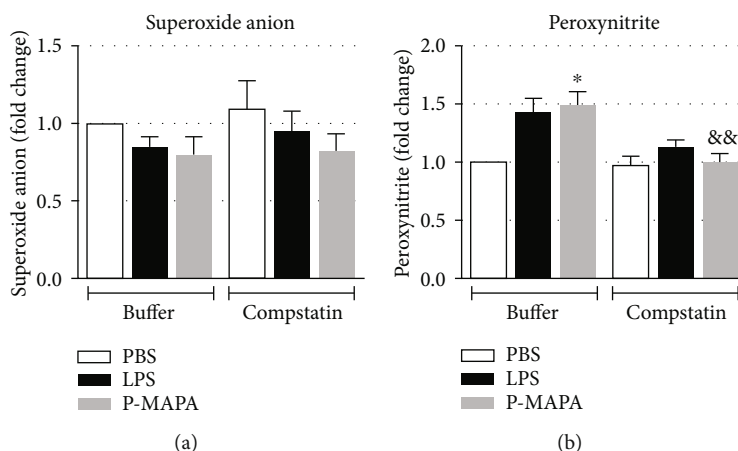 Superoxide anion
Superoxide anion (fold change)
1.5
1.0
0.5
0.0
Buffer
Compstatin
PBS
LPS
P-MAPA
(a)
Peroxynitrite
Peroxynitrite (fold change)
2.0
1.5
1.0
0.5
0.0
*
&&
Buffer
Compstatin
PBS
LPS
P-MAPA
(b)